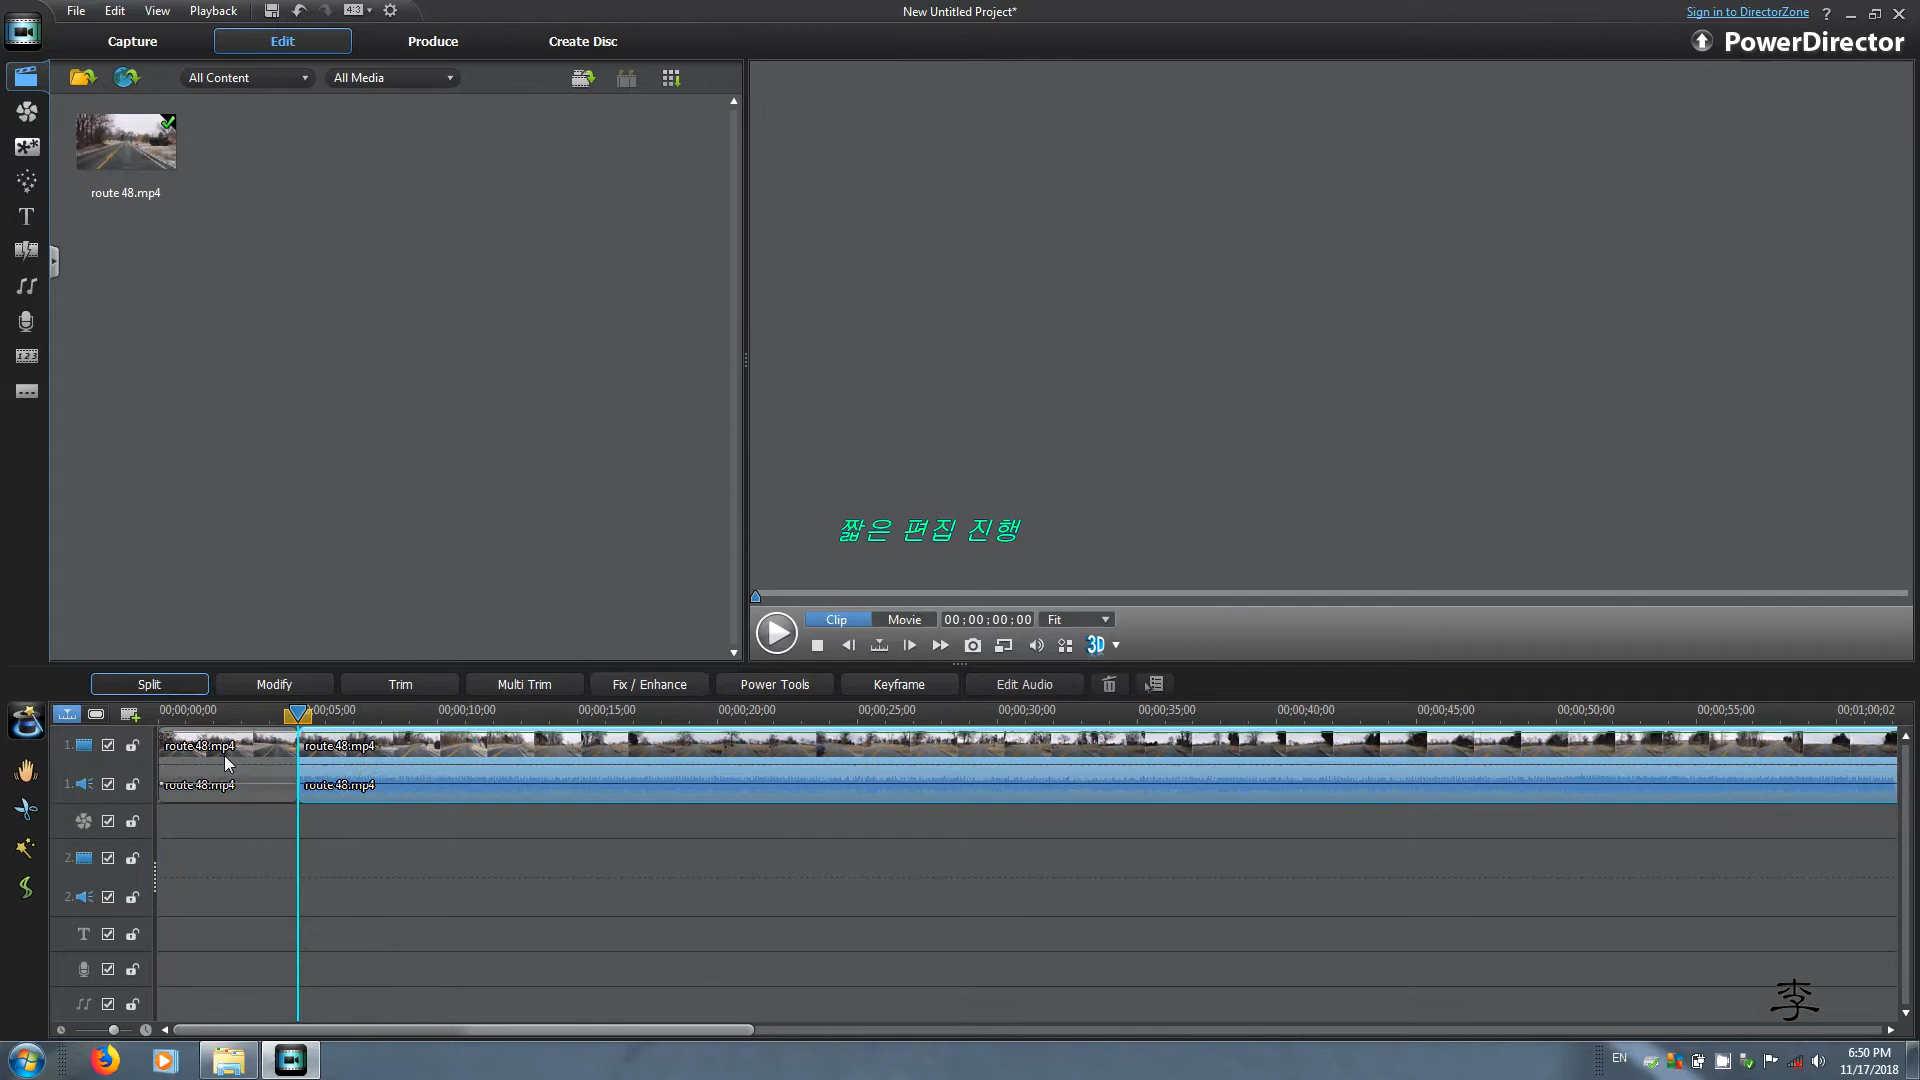 File Edit View Playback
4:3
New Untitled Project*
Sign in to DirectorZone
?
Capture
Edit
Produce
Create Disc
PowerDirector
All Content
All Media
route 48.mp4
짧은 편집 진행
Clip
Movie
00;00;00;00
Fit
3D
Split
Modify
Trim
Multi Trim
Fix / Enhance
Power Tools
Keyframe
Edit Audio
00;00;00;00
00;00;05;00
00;00;10;00
00;00;15;00
00;00;20;00
00;00;25;00
00;00;30;00
00;00;35;00
00;00;40;00
00;00;45;00
00;00;50;00
00;00;55;00
00;01;00;02
1.
route 48.mp4
route 48.mp4
1.
route 48.mp4
route 48.mp4
2.
2.
T
李
EN
6:50 PM
11/17/2018